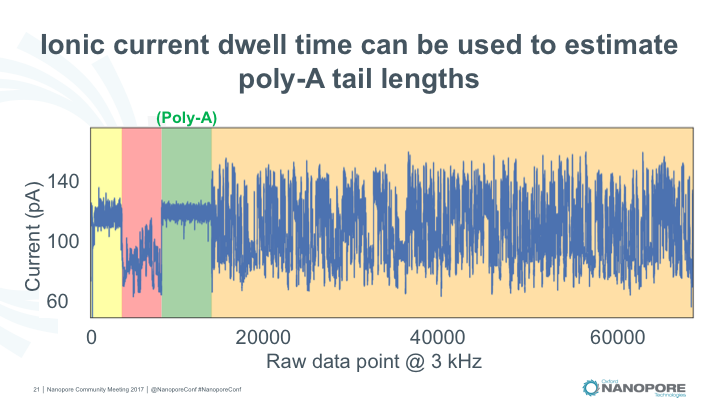 Ionic current dwell time can be used to estimate
poly-A tail lengths
(Poly-A)
Current (pA)
140
100
60
0 20000 40000 60000
Raw data point @ 3 kHz
21 | Nanopore Community Meeting 2017 | @NanoporeConf #NanoporeConf
Oxford
NANOPORE
Technologies